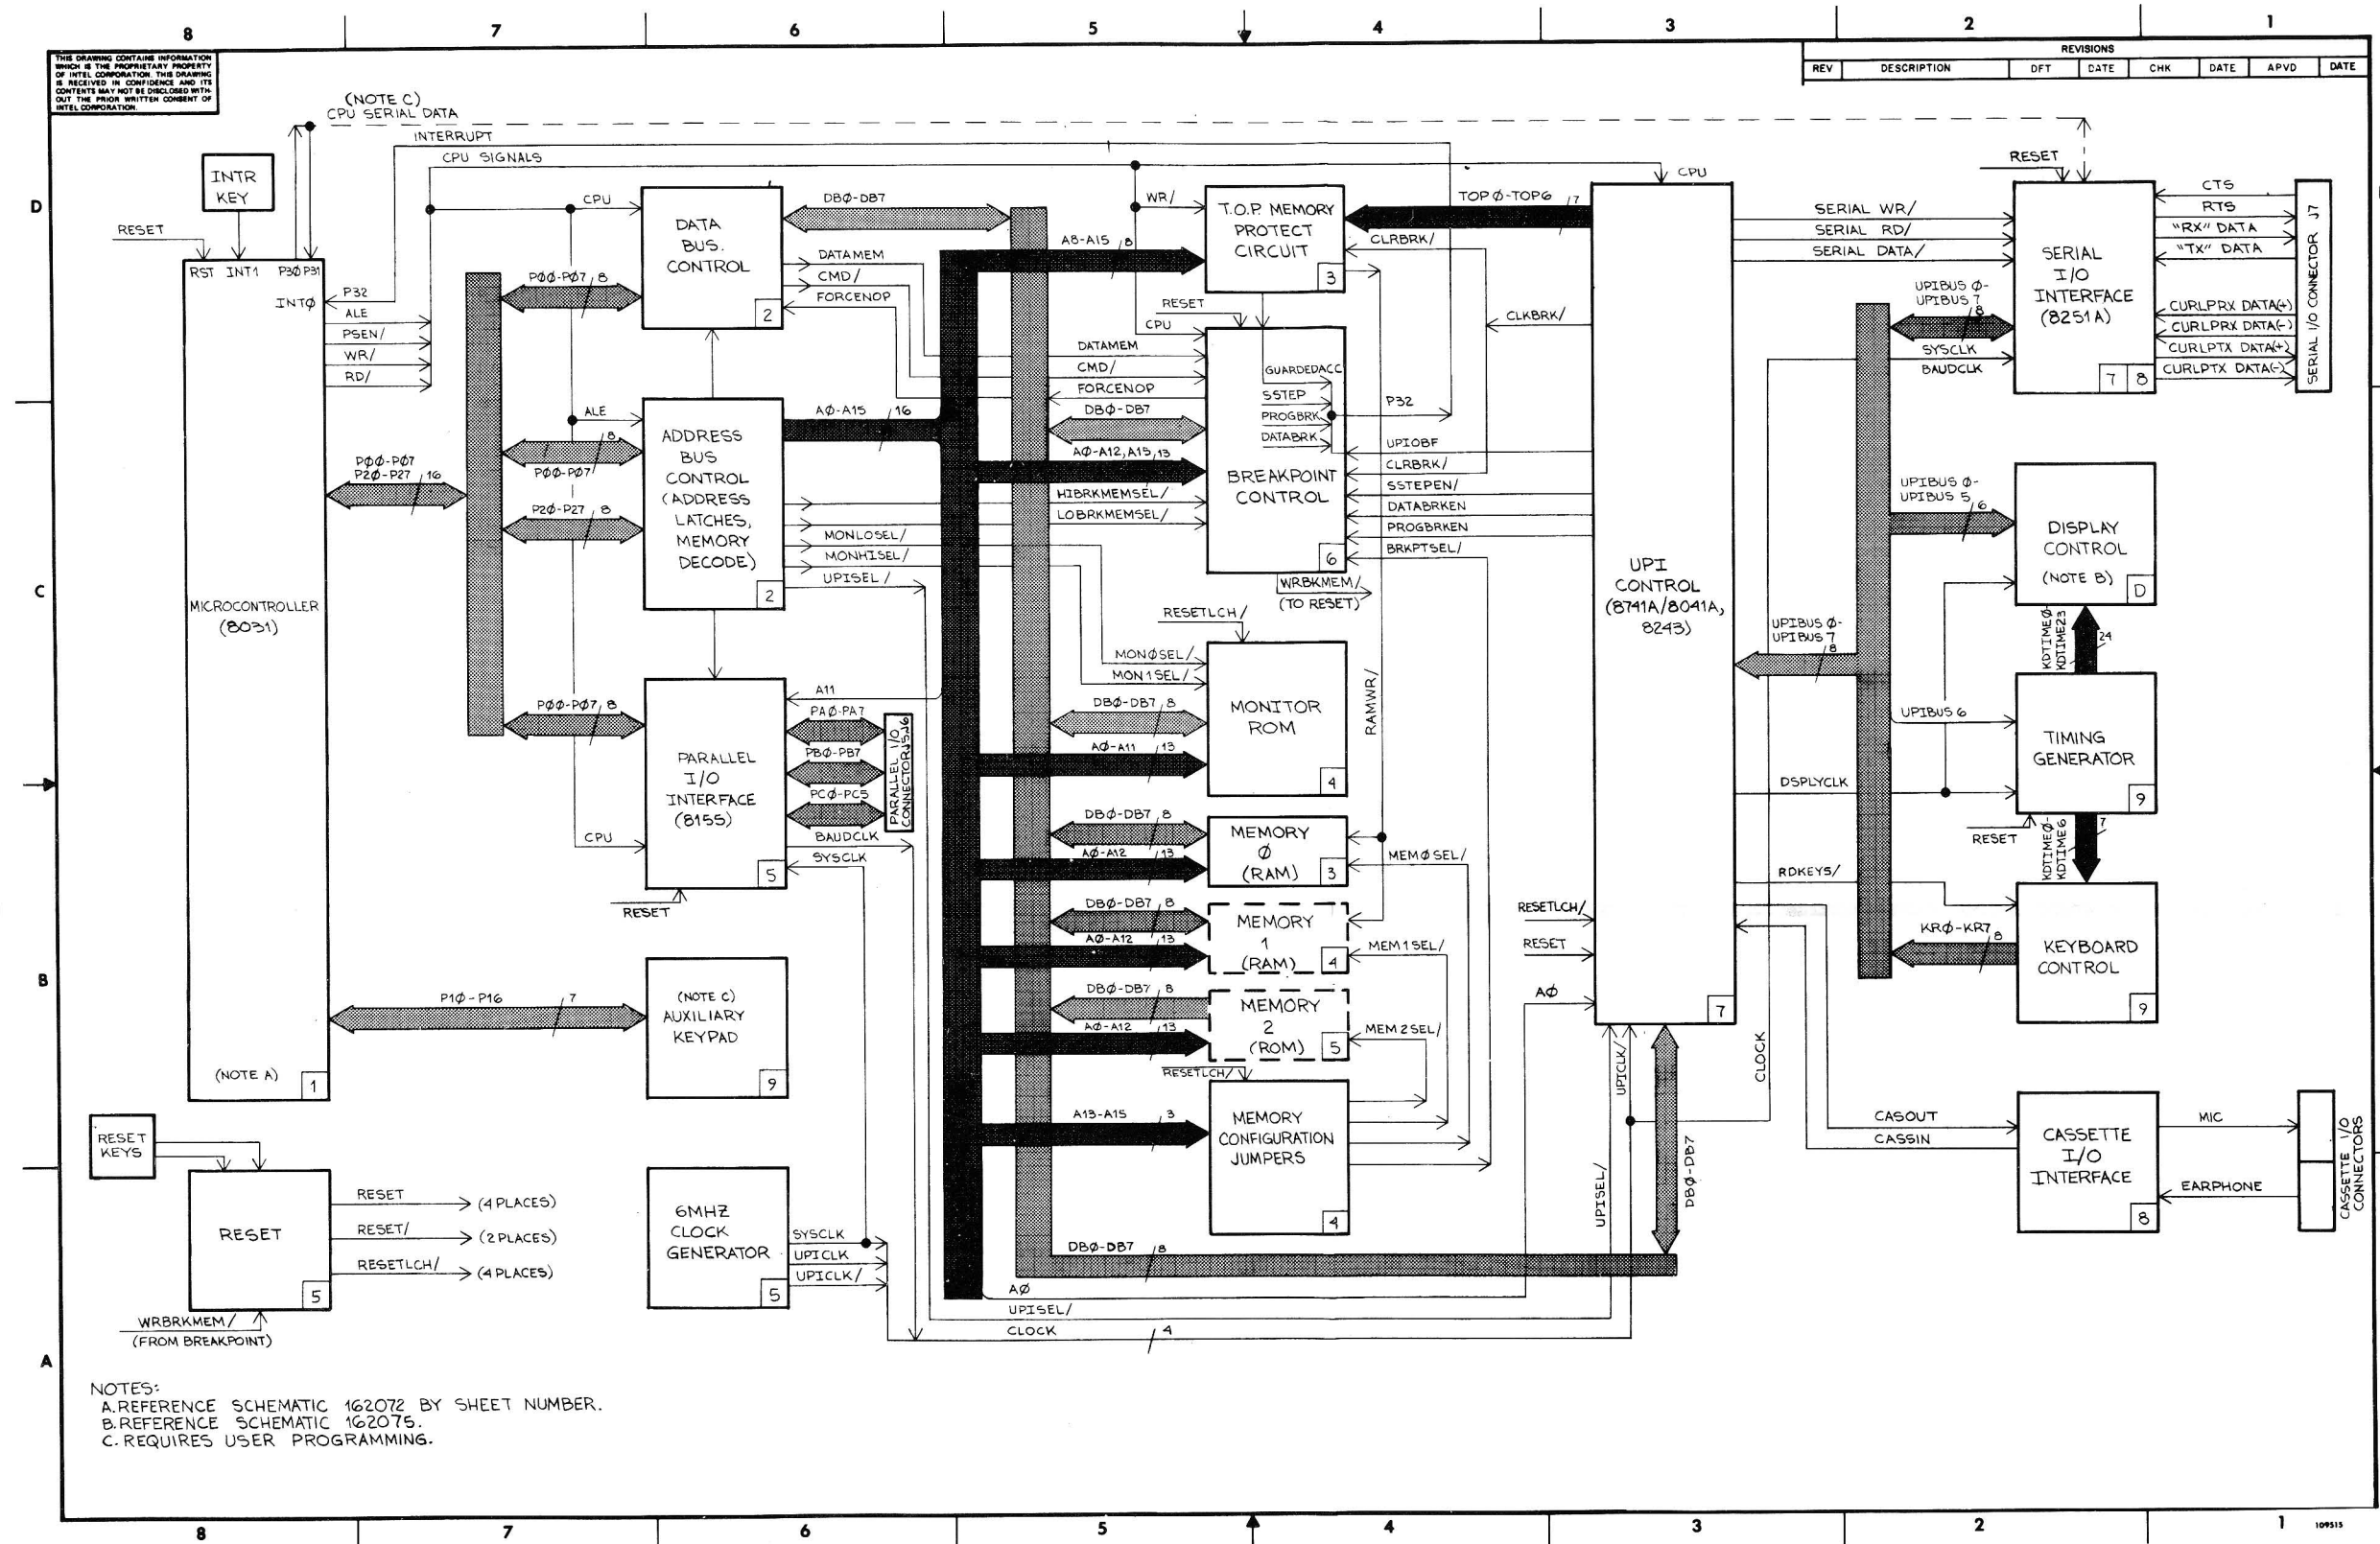 8 7 6 5 4 3 2 1
THIS DRAWING CONTAINS INFORMATION
WHICH IS THE PROPRIETARY PROPERTY
OF INTEL CORPORATION. THIS DRAWING
IS RECEIVED IN CONFIDENCE AND ITS
CONTENTS MAY NOT BE DISCLOSED WITH-
OUT THE PRIOR WRITTEN CONSENT OF
INTEL CORPORATION.
REVISIONS
REV DESCRIPTION DFT DATE CHK DATE APVD DATE
D
C
B
A
(NOTE C)
CPU SERIAL DATA
INTERRUPT
CPU SIGNALS
INTR
KEY
RESET
RST INT1 P3Ø P31
INTØ
P32
ALE
PSEN/
WR/
RD/
MICROCONTROLLER
(8031)
(NOTE A)
1
PØØ-PØ7
P2Ø-P27 16
P1Ø-P16 7
RESET
KEYS
RESET
5
RESET (4 PLACES)
RESET/ (2 PLACES)
RESETLCH/ (4 PLACES)
WRBRKMEM/
(FROM BREAKPOINT)
CPU
DATA
BUS.
CONTROL
2
PØØ-PØ7 8
DBØ-DB7
DATAMEM
CMD/
FORCENOP
ALE
ADDRESS
BUS
CONTROL
(ADDRESS
LATCHES,
MEMORY
DECODE)
2
8
PØØ-PØ7
P2Ø-P27 8
AØ-A15 16
MONLOSEL/
MONHISEL/
UPISEL/
PØØ-PØ7 8
PARALLEL
I/O
INTERFACE
(8155)
5
CPU
RESET
A11
PAØ-PA7
PBØ-PB7
PCØ-PC5
PARALLEL I/O
CONNECTORJ5,J6
BAUDCLK
SYSCLK
(NOTE C)
AUXILIARY
KEYPAD
9
6MHZ
CLOCK
GENERATOR
5
SYSCLK
UPICLK
UPICLK/
WR/
T.O.P. MEMORY
PROTECT
CIRCUIT
3
A8-A15 8
TOPØ-TOP6 7
CLRBRK/
RESET
CPU
DATAMEM
CMD/
FORCENOP
DBØ-DB7
AØ-A12, A15 13
HIBRKMEMSEL/
LOBRKMEMSEL/
GUARDEDACC
SSTEP
PROGBRK
DATABRK
BREAKPOINT
CONTROL
6
P32
CLKBRK/
UPIOBF
CLRBRK/
SSTEPEN/
DATABRKEN
PROGBRKEN
BRKPTSEL/
WRBKMEM/
(TO RESET)
RESETLCH/
MONØSEL/
MON1SEL/
DBØ-DB7 8
AØ-A11 13
MONITOR
ROM
4
RAMWR/
DBØ-DB7 8
AØ-A12 13
MEMORY
Ø
(RAM)
3
MEMØSEL/
DBØ-DB7 8
AØ-A12 13
MEMORY
1
(RAM)
4
MEM1SEL/
DBØ-DB7 8
AØ-A12 13
MEMORY
2
(ROM)
5
MEM2SEL/
RESETLCH/
A13-A15 3
MEMORY
CONFIGURATION
JUMPERS
4
DBØ-DB7 8
AØ
UPISEL/
CLOCK 4
CPU
UPI
CONTROL
(8741A/8041A,
8243)
7
RESETLCH/
RESET
AØ
UPISEL/
UPICLK/
DBØ-DB7
CLOCK
SERIAL WR/
SERIAL RD/
SERIAL DATA/
UPIBUS Ø-
UPIBUS 7
8
SYSCLK
BAUDCLK
RESET
SERIAL
I/O
INTERFACE
(8251A)
7 8
CTS
RTS
"RX" DATA
"TX" DATA
CURLPRX DATA(+)
CURLPRX DATA(-)
CURLPTX DATA(+)
CURLPTX DATA(-)
SERIAL I/O CONNECTOR J7
UPIBUS Ø-
UPIBUS 5
6
DISPLAY
CONTROL
(NOTE B)
D
UPIBUS Ø-
UPIBUS 7
8
KDTIMEØ-
KDTIME23
24
UPIBUS 6
TIMING
GENERATOR
9
DSPLYCLK
RESET
KDTIMEØ-
KDTIME6
7
RDKEYS/
KRØ-KR7 8
KEYBOARD
CONTROL
9
CASOUT
CASSIN
CASSETTE
I/O
INTERFACE
8
MIC
EARPHONE
CASSETTE I/O
CONNECTORS
NOTES:
A. REFERENCE SCHEMATIC 162072 BY SHEET NUMBER.
B. REFERENCE SCHEMATIC 162075.
C. REQUIRES USER PROGRAMMING.
8 7 6 5 4 3 2 1
109515